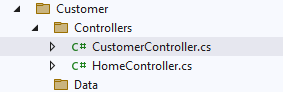 Customer
Controllers
C# CustomerController.cs
C# HomeController.cs
Data